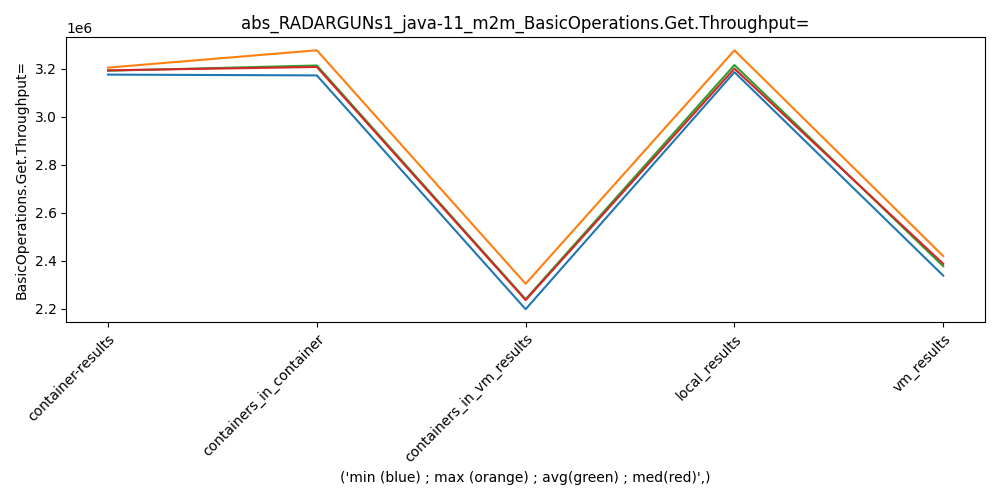 abs_RADARGUNs1_java-11_m2m_BasicOperations.Get.Throughput=
1e6
3.2
3.0
2.8
2.6
2.4
2.2
BasicOperations.Get.Throughput=
container-results
containers_in_container
containers_in_vm_results
local_results
vm_results
('min (blue) ; max (orange) ; avg(green) ; med(red)',)